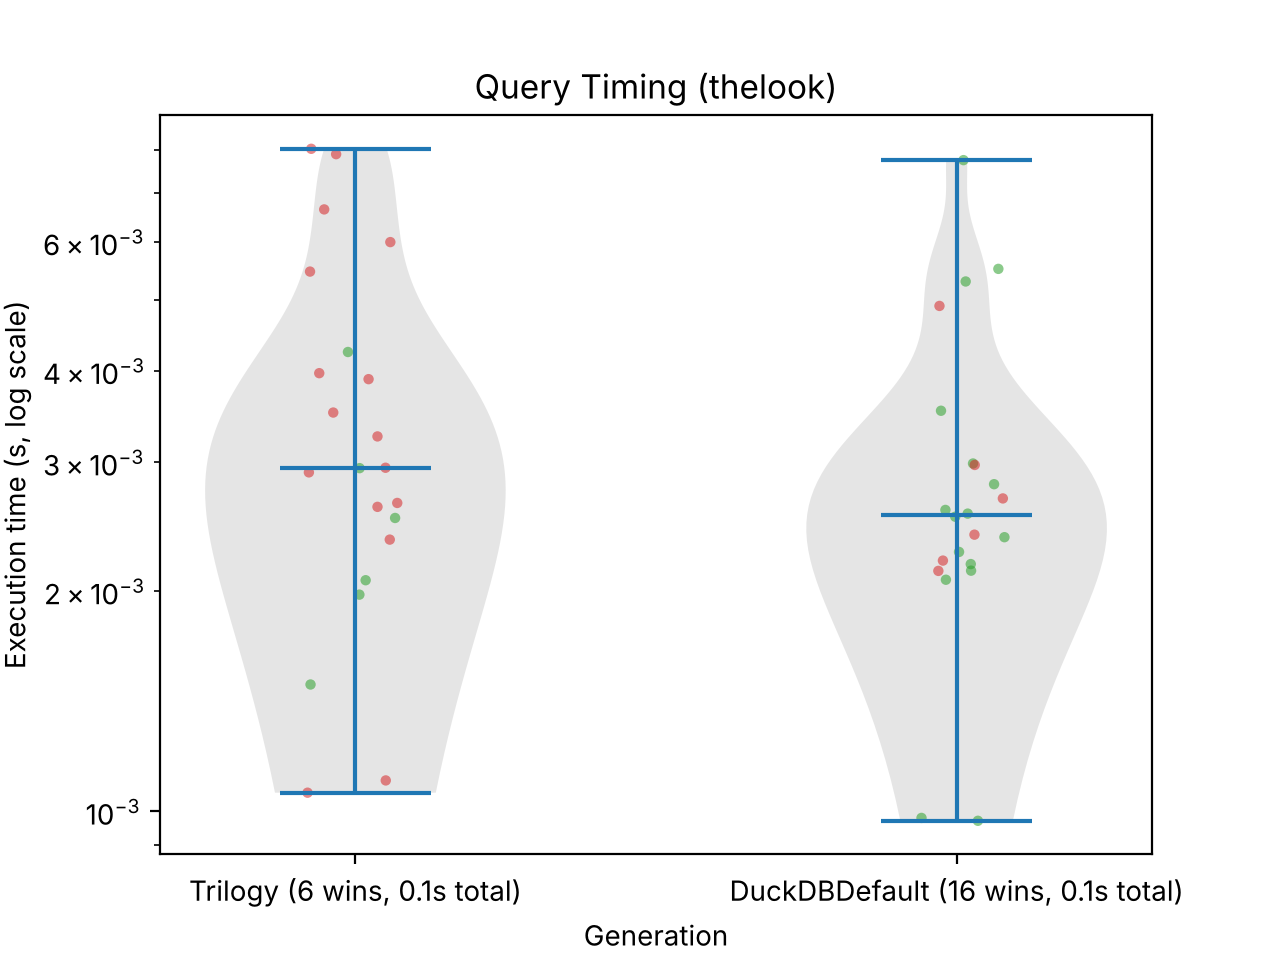 Query Timing (thelook)
Execution time (s, log scale)
6 × 10⁻³
4 × 10⁻³
3 × 10⁻³
2 × 10⁻³
10⁻³
Trilogy (6 wins, 0.1s total)
DuckDBDefault (16 wins, 0.1s total)
Generation